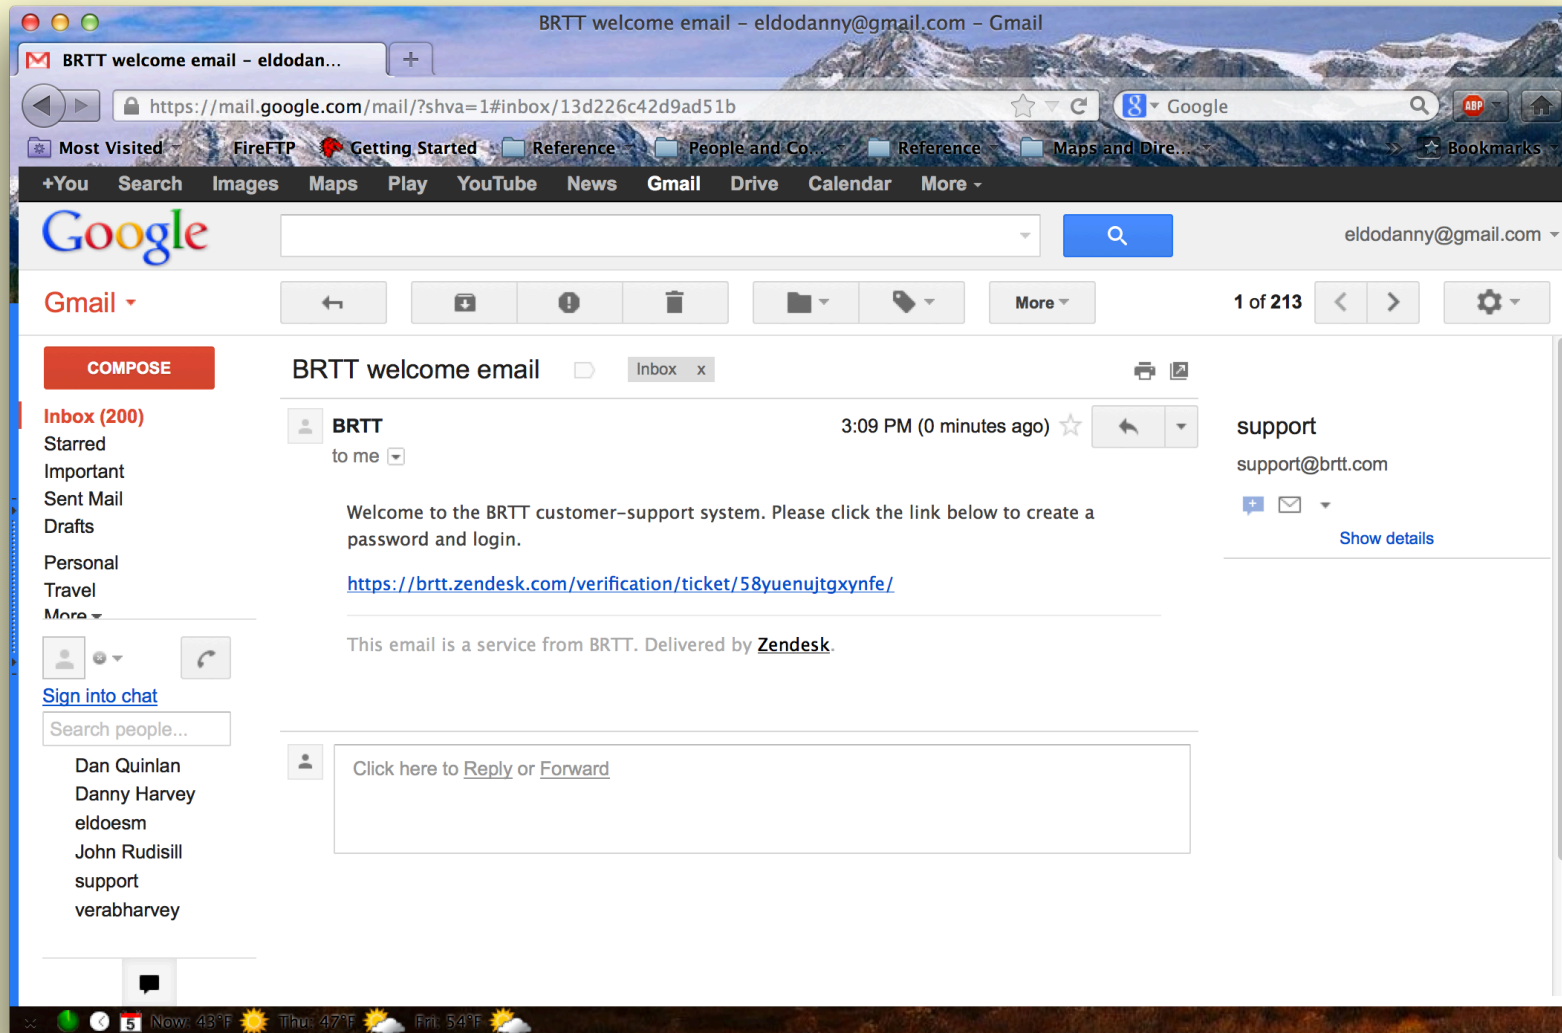 BRTT welcome email – eldodanny@gmail.com – Gmail
BRTT welcome email – eldodan...
https://mail.google.com/mail/?shva=1#inbox/13d226c42d9ad51b
8 Google
ABP
Most Visited FireFTP Getting Started Reference People and Co... Reference Maps and Dire... Bookmarks
+You Search Images Maps Play YouTube News Gmail Drive Calendar More
Google
eldodanny@gmail.com
Gmail
More
1 of 213
COMPOSE
BRTT welcome email
Inbox x
Inbox (200)
Starred
Important
Sent Mail
Drafts
Personal
Travel
More
BRTT
3:09 PM (0 minutes ago)
to me
Welcome to the BRTT customer-support system. Please click the link below to create a
password and login.
https://brtt.zendesk.com/verification/ticket/58yuenujtgxynfe/
This email is a service from BRTT. Delivered by Zendesk.
Click here to Reply or Forward
support
support@brtt.com
Show details
Sign into chat
Search people...
Dan Quinlan
Danny Harvey
eldoesm
John Rudisill
support
verabharvey
5 Now: 43°F Thu: 47°F Fri: 54°F